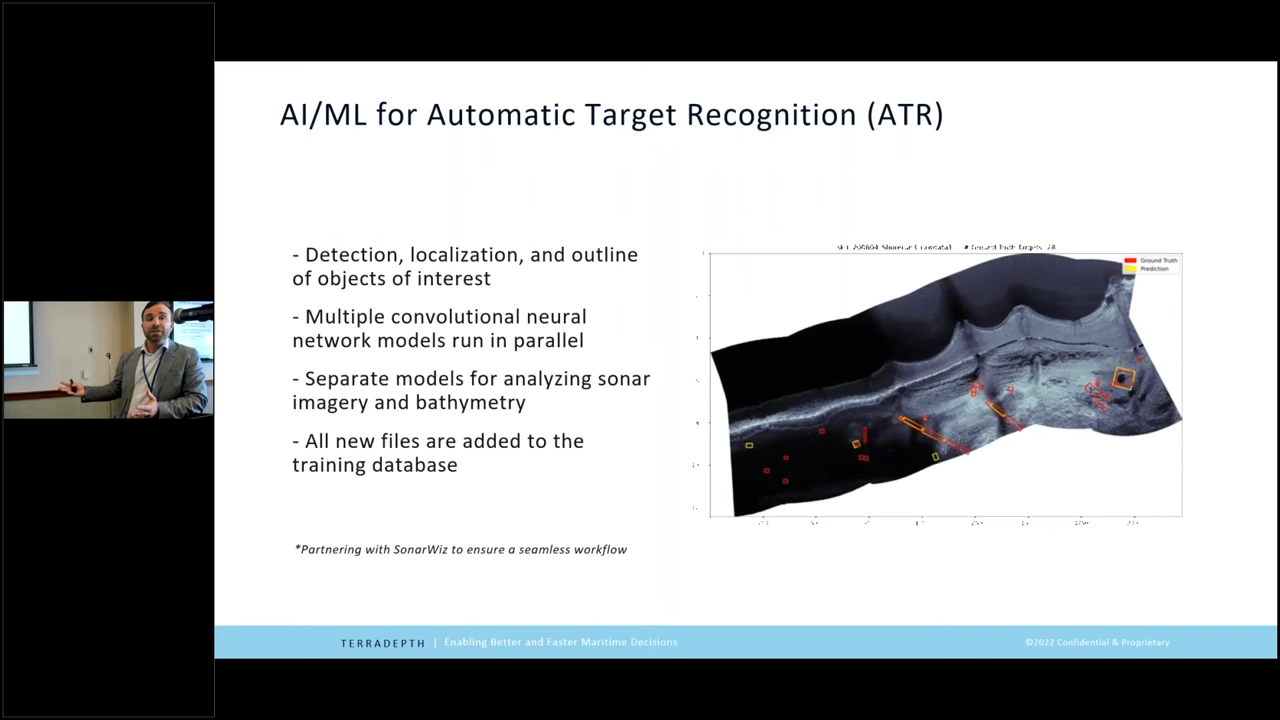 AI/ML for Automatic Target Recognition (ATR)
- Detection, localization, and outline
of objects of interest
- Multiple convolutional neural
network models run in parallel
- Separate models for analyzing sonar
imagery and bathymetry
- All new files are added to the
training database
*Partnering with SonarWiz to ensure a seamless workflow
Ground Truth
Prediction
TERRADEPTH | Enabling Better and Faster Maritime Decisions
©2022 Confidential & Proprietary